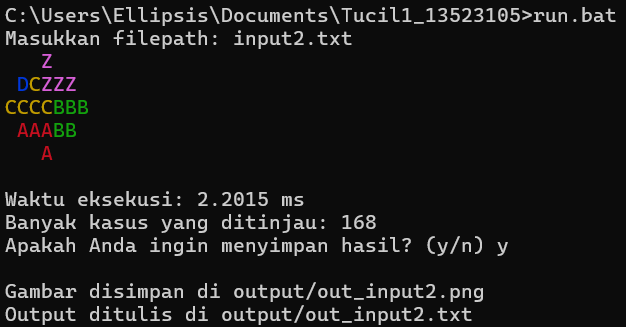 C:\Users\Ellipsis\Documents\Tucil1_13523105>run.bat
Masukkan filepath: input2.txt
   Z
 DCZZZ
CCCCBBB
 AAABB
   A

Waktu eksekusi: 2.2015 ms
Banyak kasus yang ditinjau: 168
Apakah Anda ingin menyimpan hasil? (y/n) y

Gambar disimpan di output/out_input2.png
Output ditulis di output/out_input2.txt